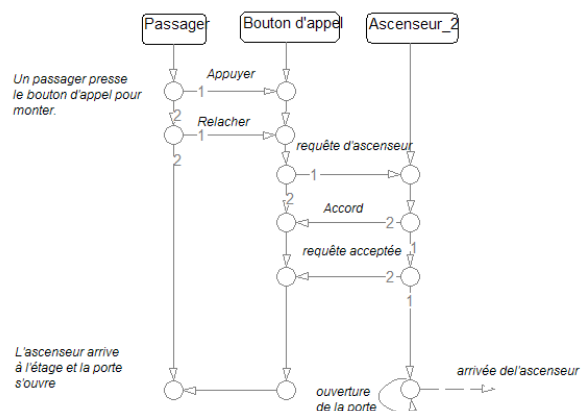 Passager
Bouton d'appel
Ascenseur_2
Un passager presse
le bouton d'appel pour
monter.
Appuyer
1
2
Relacher
1
2
requête d'ascenseur
1
2
Accord
2
1
requête acceptée
2
1
L'ascenseur arrive
à l'étage et la porte
s'ouvre
ouverture
de la porte
arrivée del'ascenseur